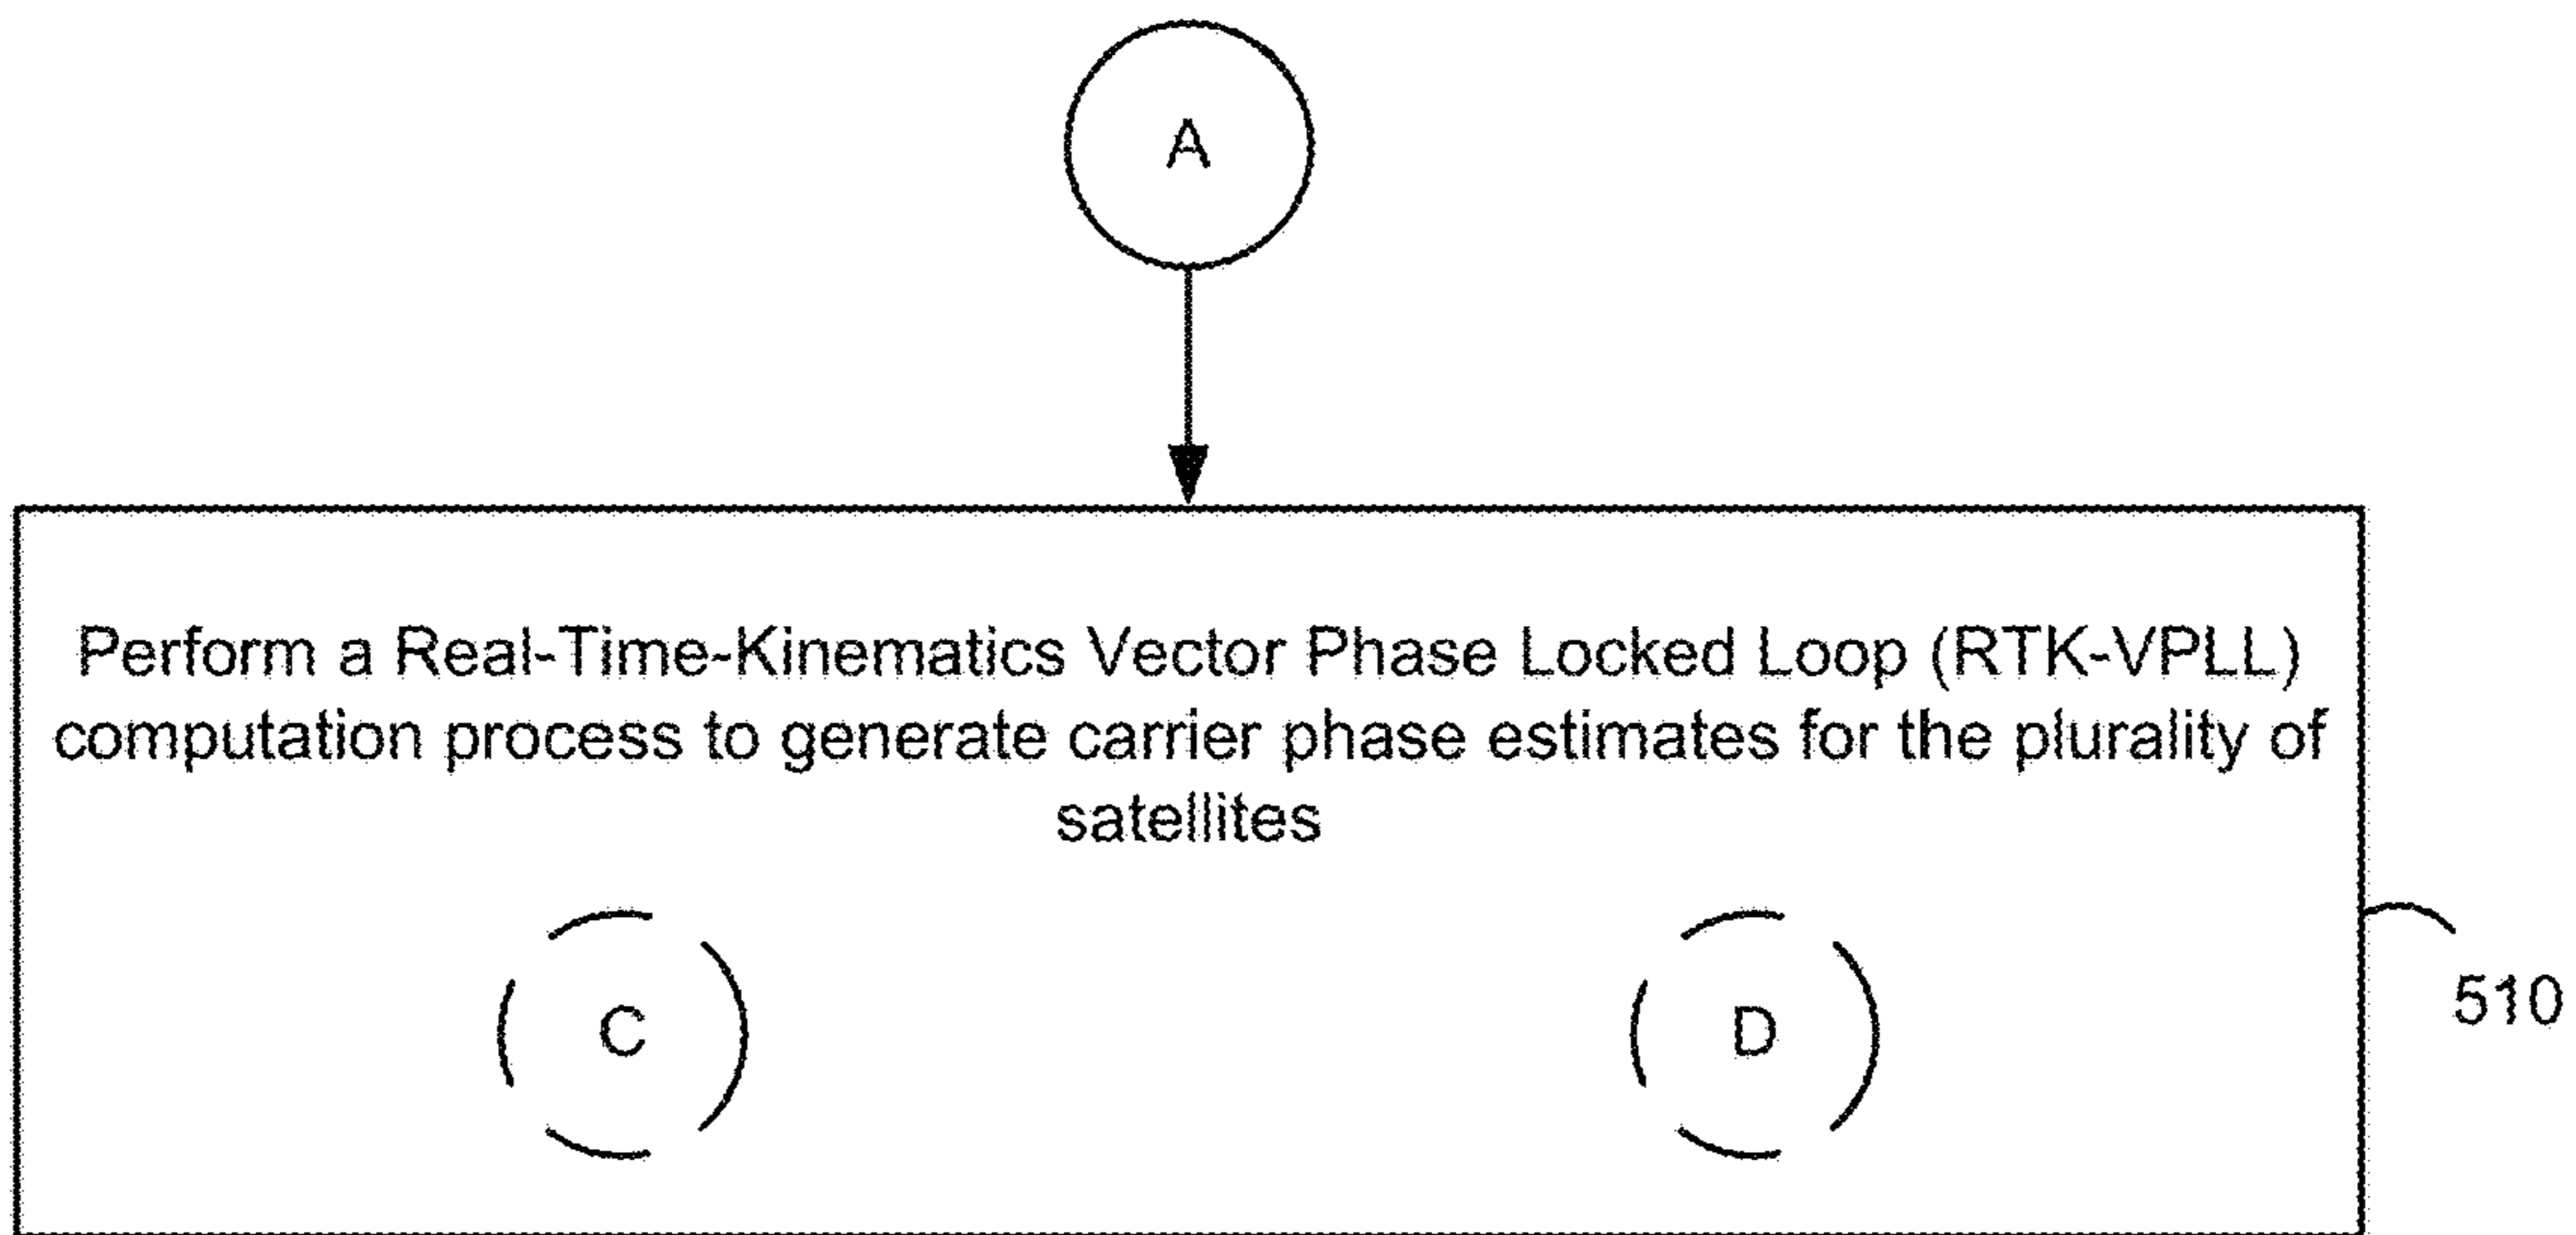 A
Perform a Real-Time-Kinematics Vector Phase Locked Loop (RTK-VPLL)
computation process to generate carrier phase estimates for the plurality of
satellites
C
D
510